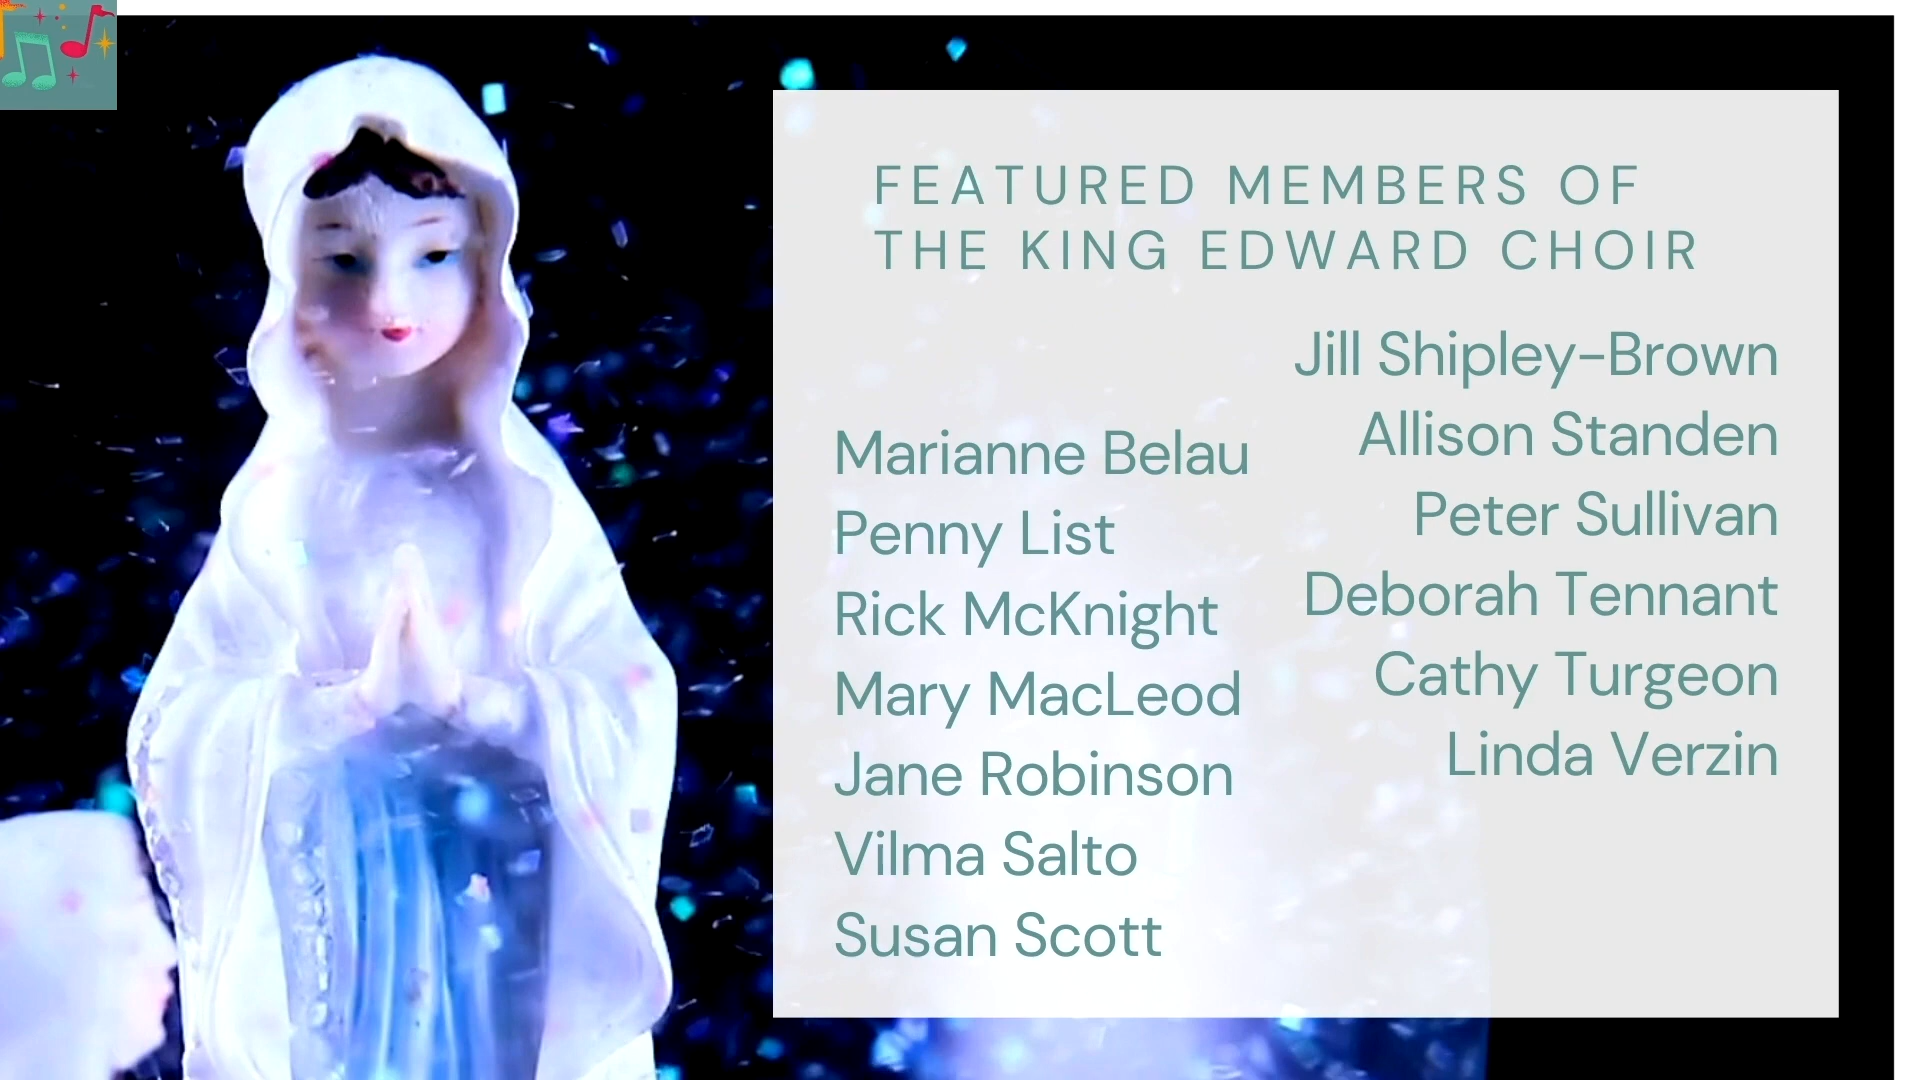 FEATURED MEMBERS OF
THE KING EDWARD CHOIR
Marianne Belau
Penny List
Rick McKnight
Mary MacLeod
Jane Robinson
Vilma Salto
Susan Scott
Jill Shipley-Brown
Allison Standen
Peter Sullivan
Deborah Tennant
Cathy Turgeon
Linda Verzin